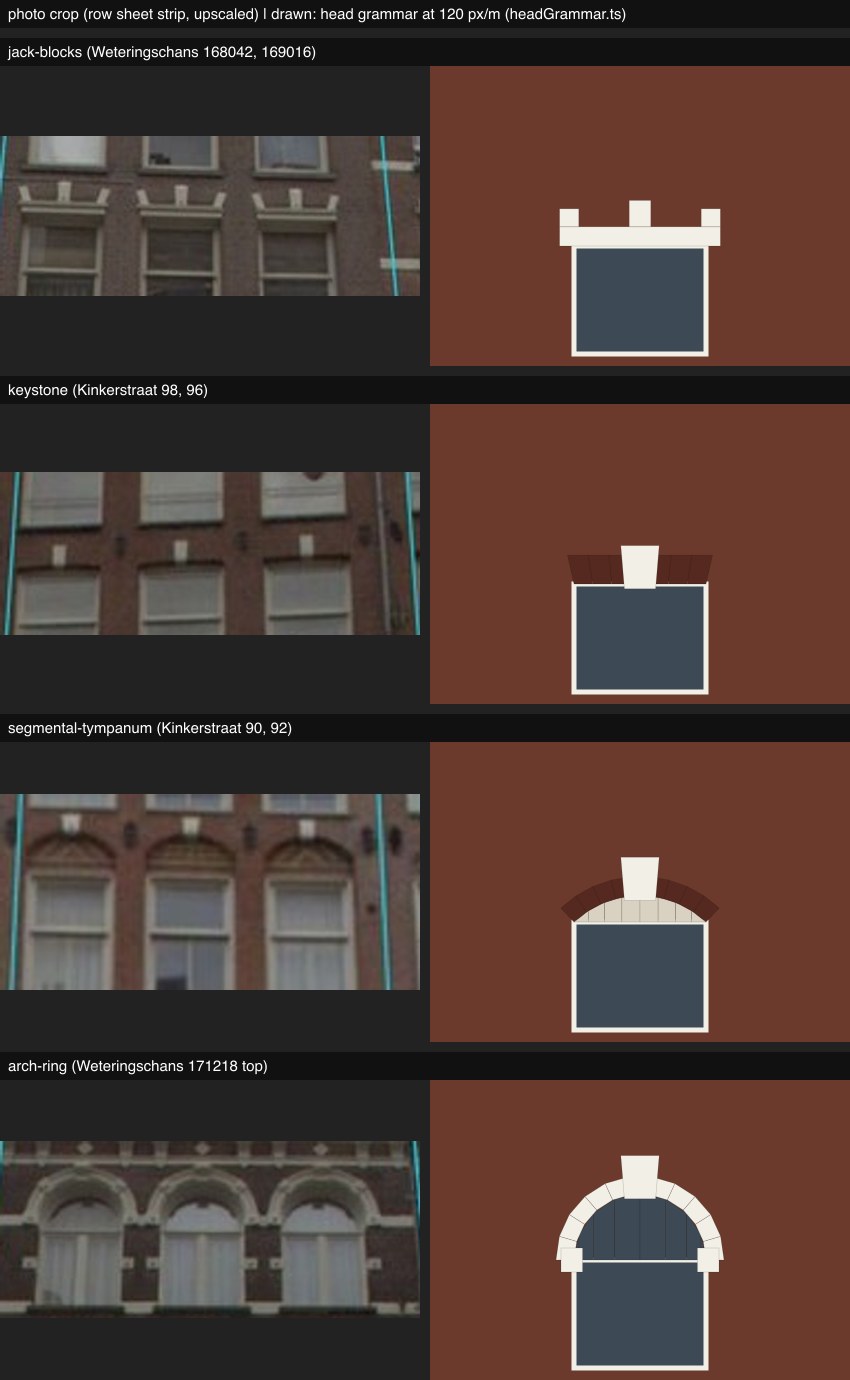 photo crop (row sheet strip, upscaled) | drawn: head grammar at 120 px/m (headGrammar.ts)
jack-blocks (Weteringschans 168042, 169016)
keystone (Kinkerstraat 98, 96)
segmental-tympanum (Kinkerstraat 90, 92)
arch-ring (Weteringschans 171218 top)